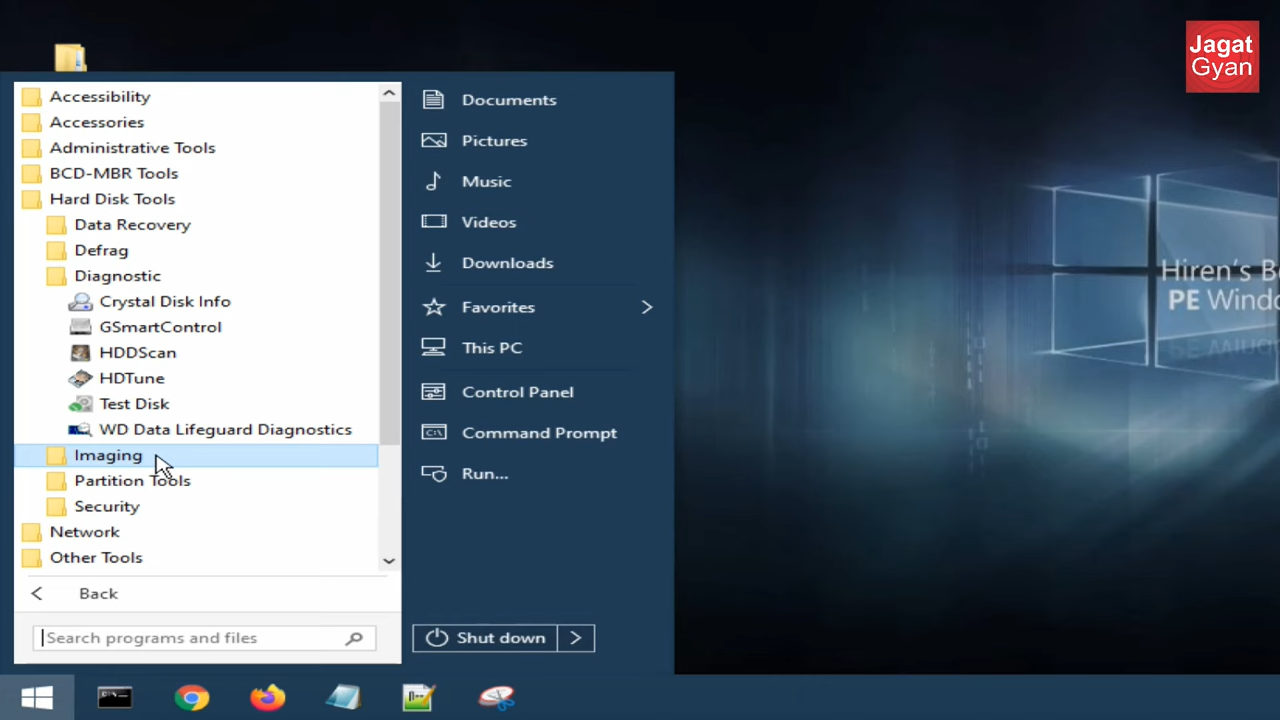 Jagat
Gyan
Accessibility
Accessories
Administrative Tools
BCD-MBR Tools
Hard Disk Tools
Data Recovery
Defrag
Diagnostic
Crystal Disk Info
GSmartControl
HDDScan
HDTune
Test Disk
WD Data Lifeguard Diagnostics
Imaging
Partition Tools
Security
Network
Other Tools
Back
Search programs and files
Documents
Pictures
Music
Videos
Downloads
Favorites
This PC
Control Panel
C:\
Command Prompt
Run...
Shut down
Hiren's B
PE Windo